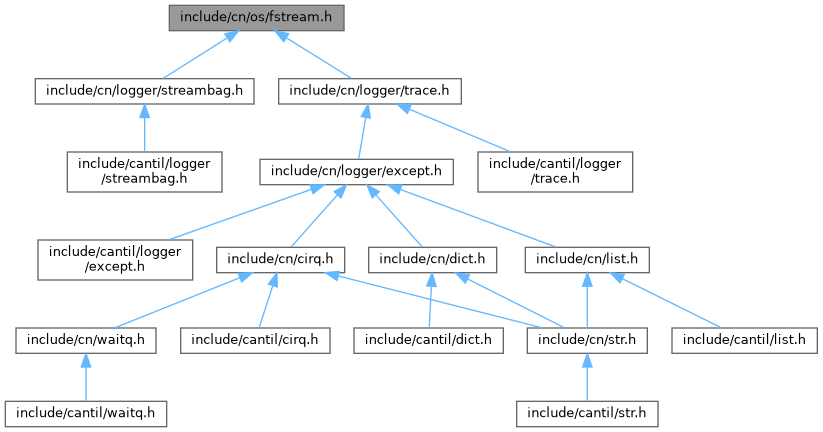 include/cn/os/fstream.h
include/cn/logger/streambag.h
include/cn/logger/trace.h
include/cantil/logger
/streambag.h
include/cn/logger/except.h
include/cantil/logger
/trace.h
include/cantil/logger
/except.h
include/cn/cirq.h
include/cn/dict.h
include/cn/list.h
include/cn/waitq.h
include/cantil/cirq.h
include/cantil/dict.h
include/cn/str.h
include/cantil/list.h
include/cantil/waitq.h
include/cantil/str.h